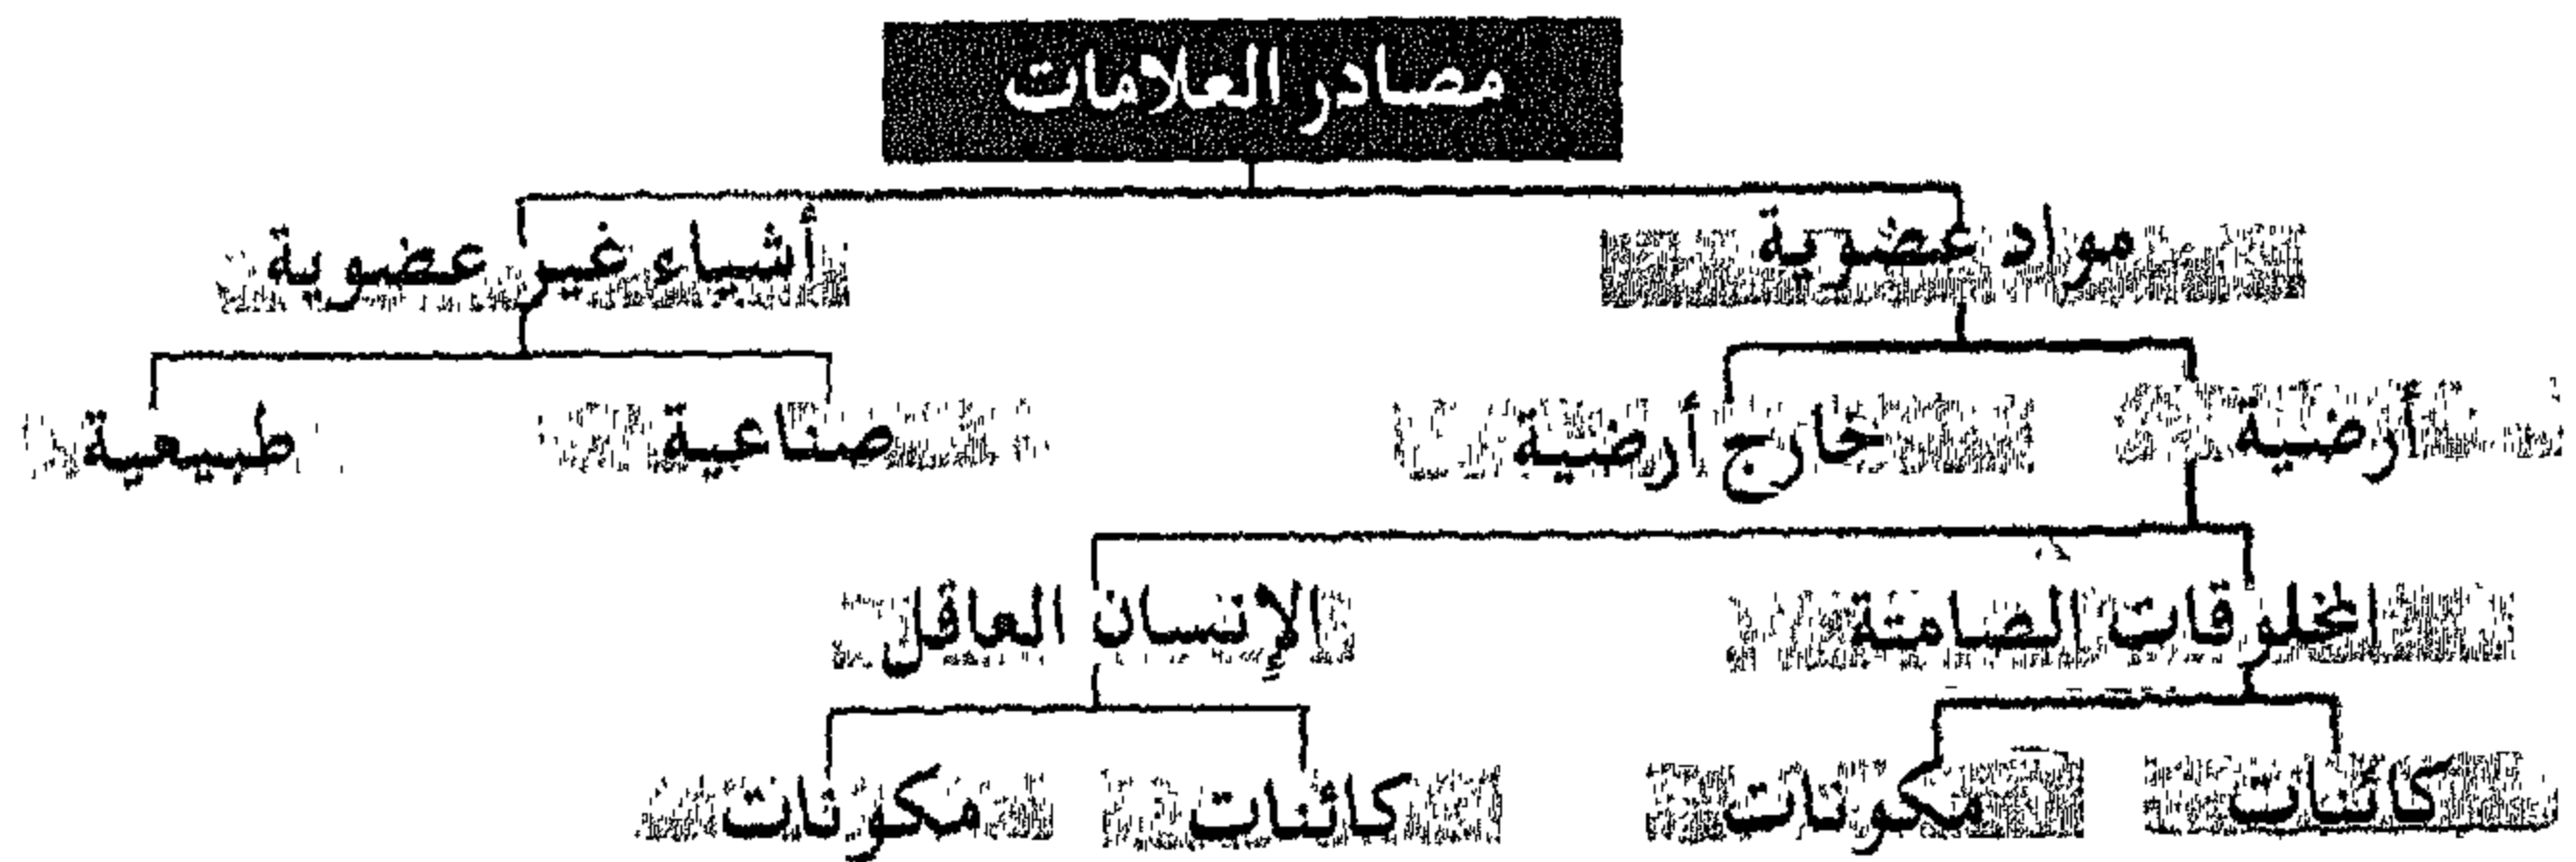 مصادر العلامات
مواد عضوية
أشياء غير عضوية
أرضية
خارج أرضية
صناعية
طبيعية
المخلوقات الصامتة
الإنسان العاقل
كائنات
مكونات
كائنات
مكونات